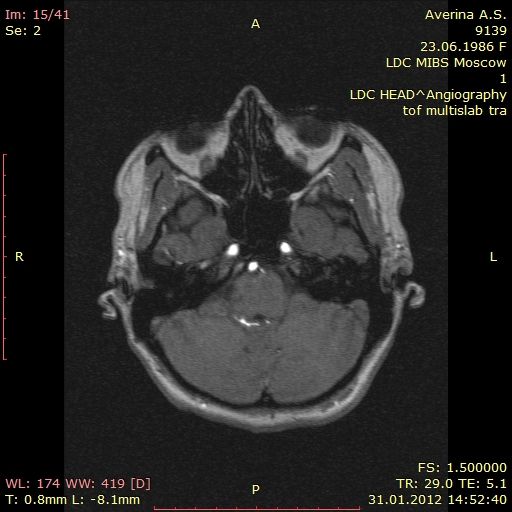 Im: 15/41
Se: 2
A
Averina A.S.
9139
23.06.1986 F
LDC MIBS Moscow
1
LDC HEAD^Angiography
tof multislab tra
R
L
WL: 174 WW: 419 [D]
T: 0.8mm L: -8.1mm
P
FS: 1.500000
TR: 29.0 TE: 5.1
31.01.2012 14:52:40